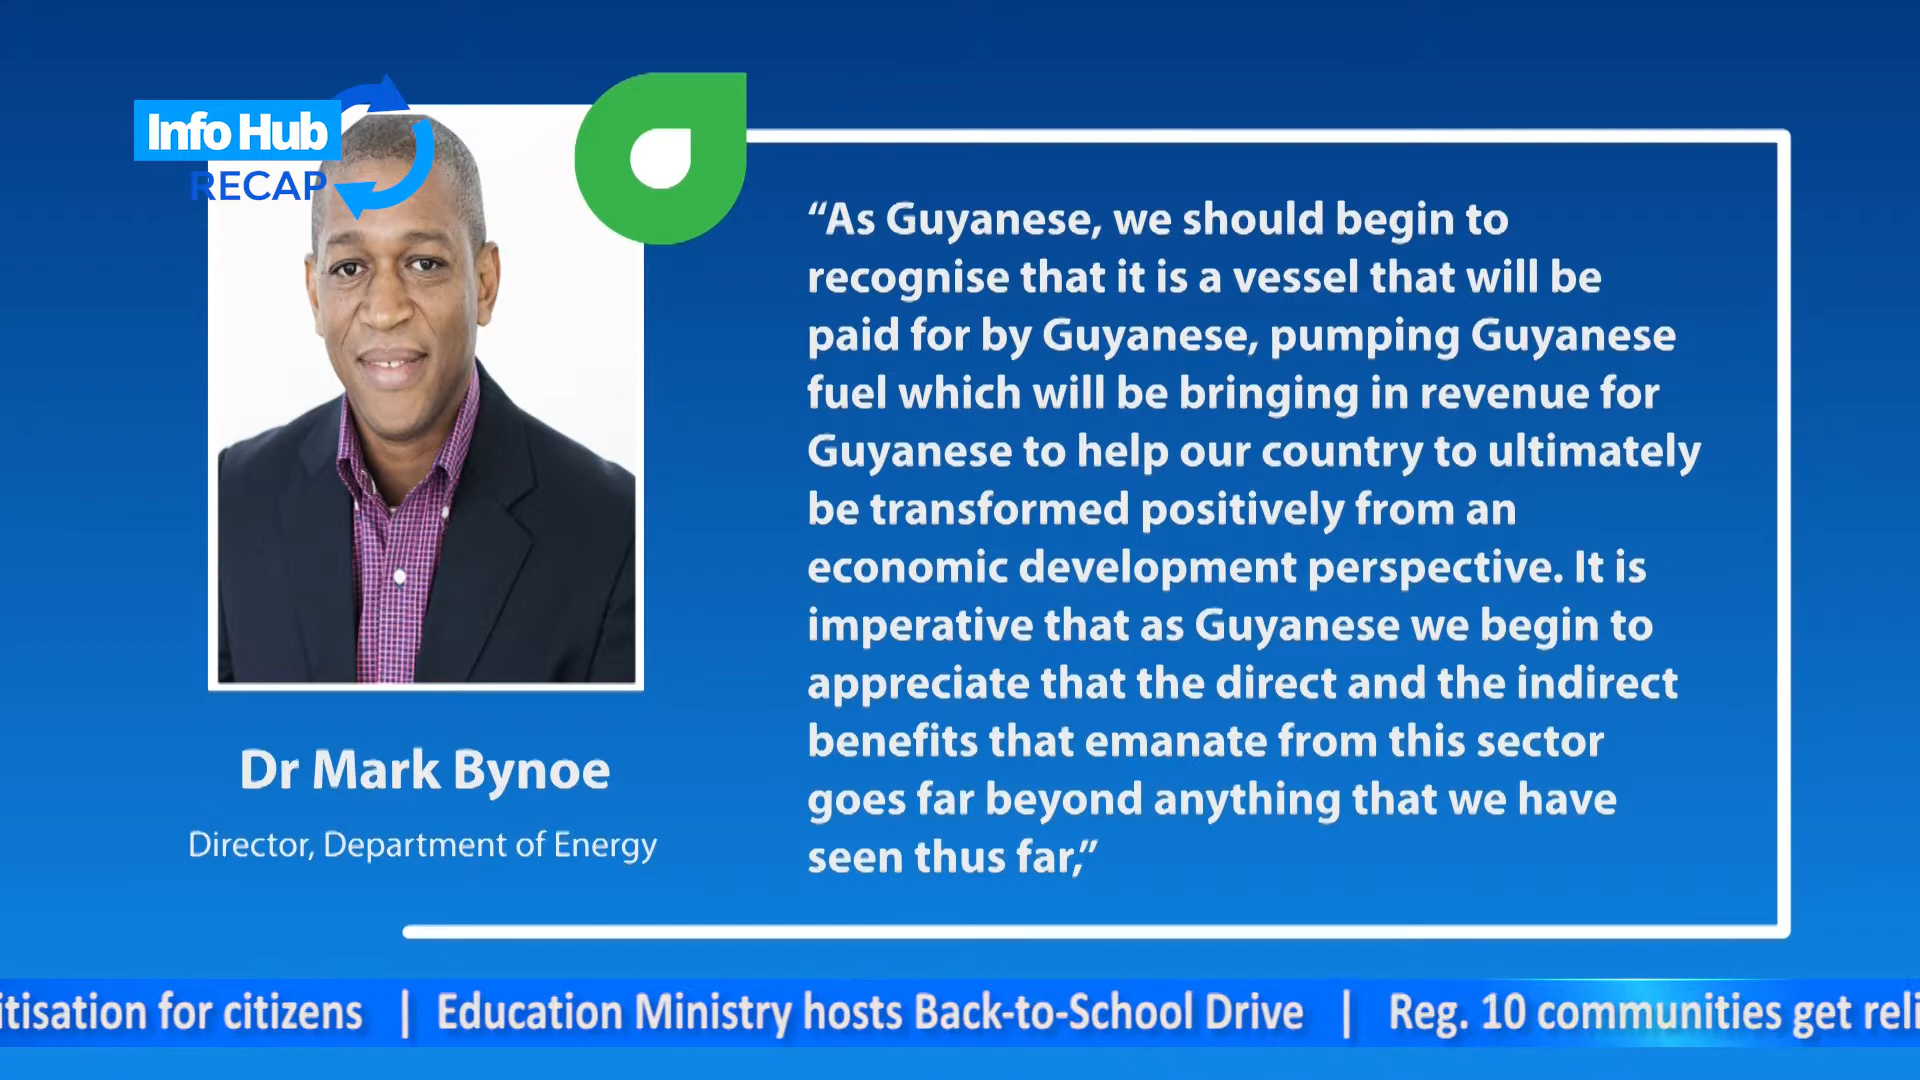 Info Hub
RECAP
“As Guyanese, we should begin to
recognise that it is a vessel that will be
paid for by Guyanese, pumping Guyanese
fuel which will be bringing in revenue for
Guyanese to help our country to ultimately
be transformed positively from an
economic development perspective. It is
imperative that as Guyanese we begin to
appreciate that the direct and the indirect
benefits that emanate from this sector
goes far beyond anything that we have
seen thus far,”
Dr Mark Bynoe
Director, Department of Energy
itisation for citizens | Education Ministry hosts Back-to-School Drive | Reg. 10 communities get reli